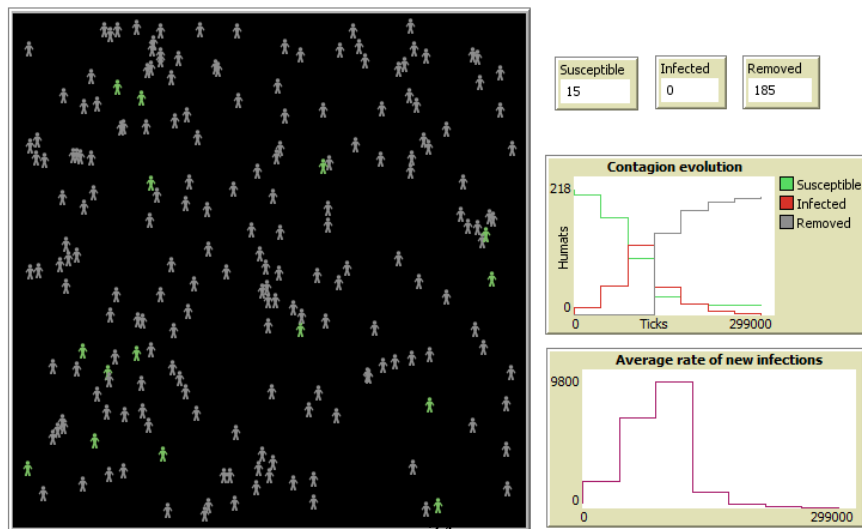 Susceptible
15
Infected
0
Removed
185
Contagion evolution
218
Humats
0
0
Ticks
299000
Susceptible
Infected
Removed
Average rate of new infections
9800
0
0
299000